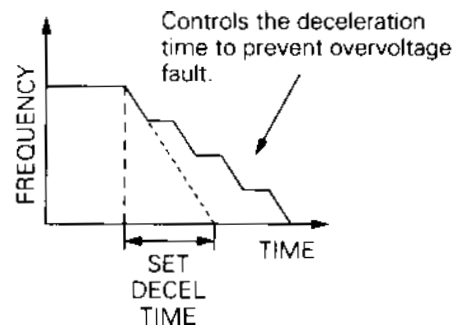 Controls the deceleration
time to prevent overvoltage
fault.
FREQUENCY
TIME
SET
DECEL
TIME